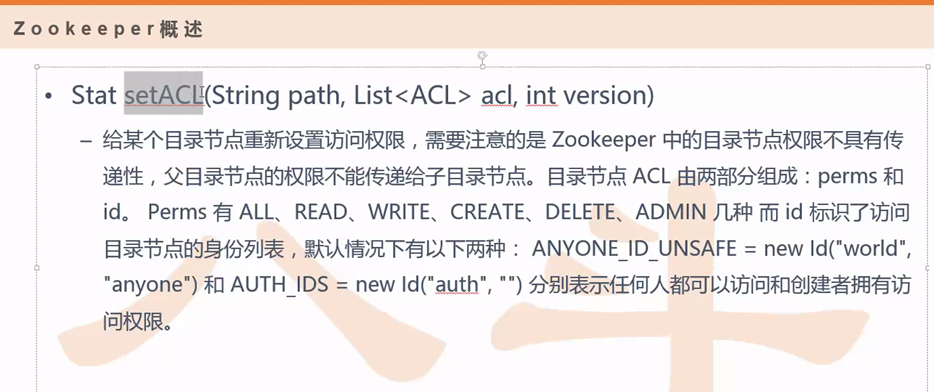 Zookeeper概述
• Stat setACL(String path, List<ACL> acl, int version)
– 给某个目录节点重新设置访问权限，需要注意的是 Zookeeper 中的目录节点权限不具有传
递性，父目录节点的权限不能传递给子目录节点。目录节点 ACL 由两部分组成：perms 和
id。 Perms 有 ALL、READ、WRITE、CREATE、DELETE、ADMIN 几种 而 id 标识了访问
目录节点的身份列表，默认情况下有以下两种： ANYONE_ID_UNSAFE = new Id("world",
"anyone") 和 AUTH_IDS = new Id("auth", "") 分别表示任何人都可以访问和创建者拥有访
问权限。
八斗